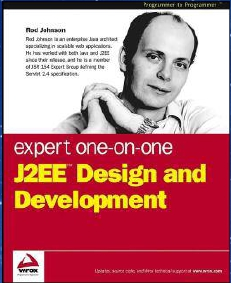 Programmer to Programmer™
Rod Johnson
Rod Johnson is an enterprise Java architect
specializing in scalable web applications.
He has worked with both Java and J2EE
since their release, and he is a member
of JSR 154 Expert Group defining the
Servlet 2.4 specification.
expert one-on-one
J2EE™ Design and
Development
wrox
Updates, source code, and Wrox technical support at www.wrox.com